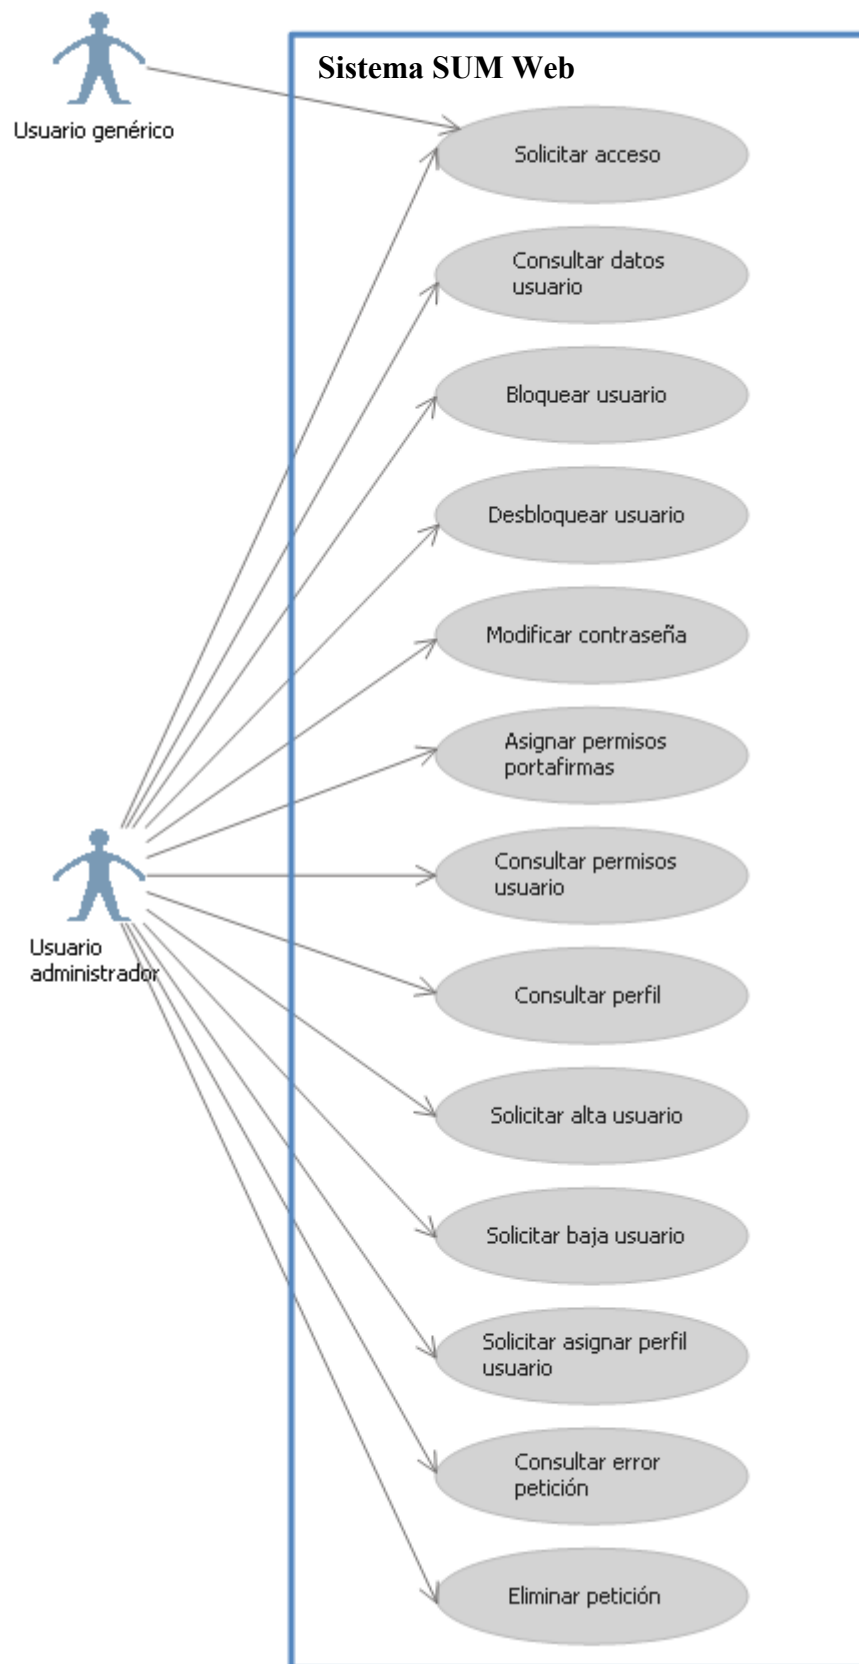 Sistema SUM Web
Usuario genérico
Solicitar acceso
Consultar datos
usuario
Bloquear usuario
Desbloquear usuario
Modificar contraseña
Asignar permisos
portafirmas
Consultar permisos
usuario
Usuario
administrador
Consultar perfil
Solicitar alta usuario
Solicitar baja usuario
Solicitar asignar perfil
usuario
Consultar error
petición
Eliminar petición